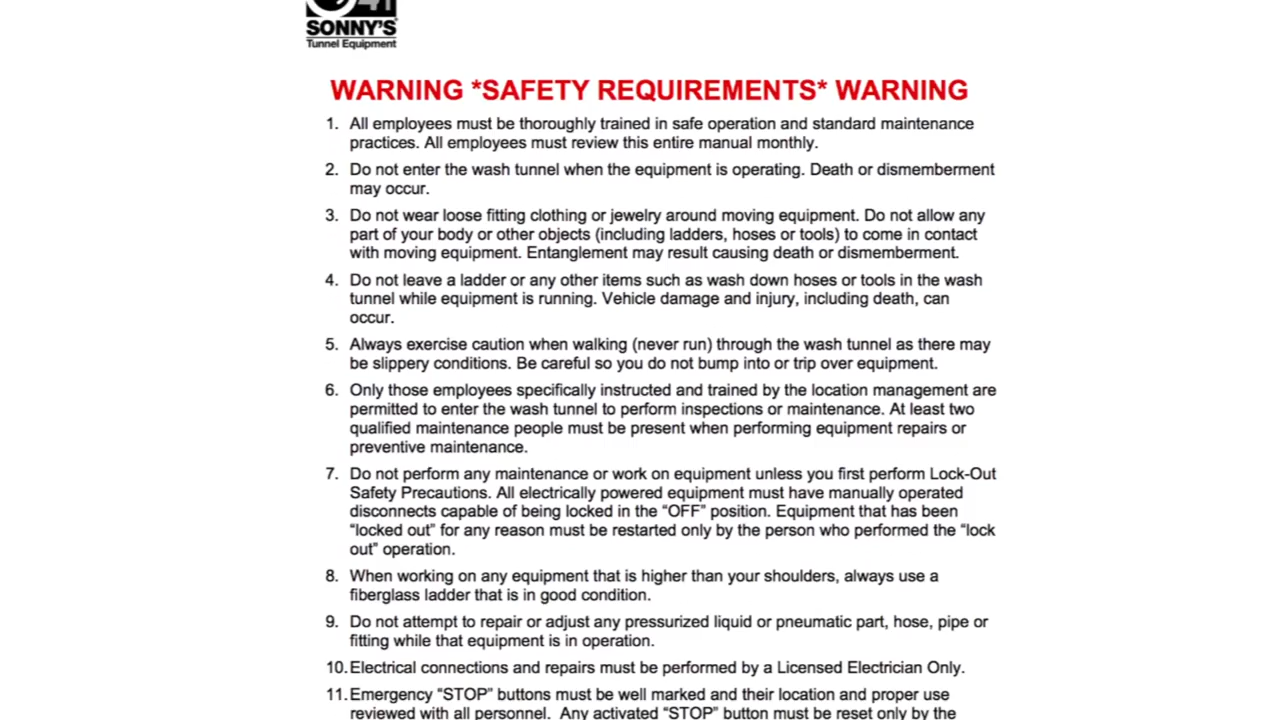 41
SONNY'S
Tunnel Equipment
WARNING *SAFETY REQUIREMENTS* WARNING
1. All employees must be thoroughly trained in safe operation and standard maintenance
practices. All employees must review this entire manual monthly.
2. Do not enter the wash tunnel when the equipment is operating. Death or dismemberment
may occur.
3. Do not wear loose fitting clothing or jewelry around moving equipment. Do not allow any
part of your body or other objects (including ladders, hoses or tools) to come in contact
with moving equipment. Entanglement may result causing death or dismemberment.
4. Do not leave a ladder or any other items such as wash down hoses or tools in the wash
tunnel while equipment is running. Vehicle damage and injury, including death, can
occur.
5. Always exercise caution when walking (never run) through the wash tunnel as there may
be slippery conditions. Be careful so you do not bump into or trip over equipment.
6. Only those employees specifically instructed and trained by the location management are
permitted to enter the wash tunnel to perform inspections or maintenance. At least two
qualified maintenance people must be present when performing equipment repairs or
preventive maintenance.
7. Do not perform any maintenance or work on equipment unless you first perform Lock-Out
Safety Precautions. All electrically powered equipment must have manually operated
disconnects capable of being locked in the “OFF” position. Equipment that has been
“locked out” for any reason must be restarted only by the person who performed the “lock
out” operation.
8. When working on any equipment that is higher than your shoulders, always use a
fiberglass ladder that is in good condition.
9. Do not attempt to repair or adjust any pressurized liquid or pneumatic part, hose, pipe or
fitting while that equipment is in operation.
10. Electrical connections and repairs must be performed by a Licensed Electrician Only.
11. Emergency “STOP” buttons must be well marked and their location and proper use
reviewed with all personnel. Any activated “STOP” button must be reset only by the